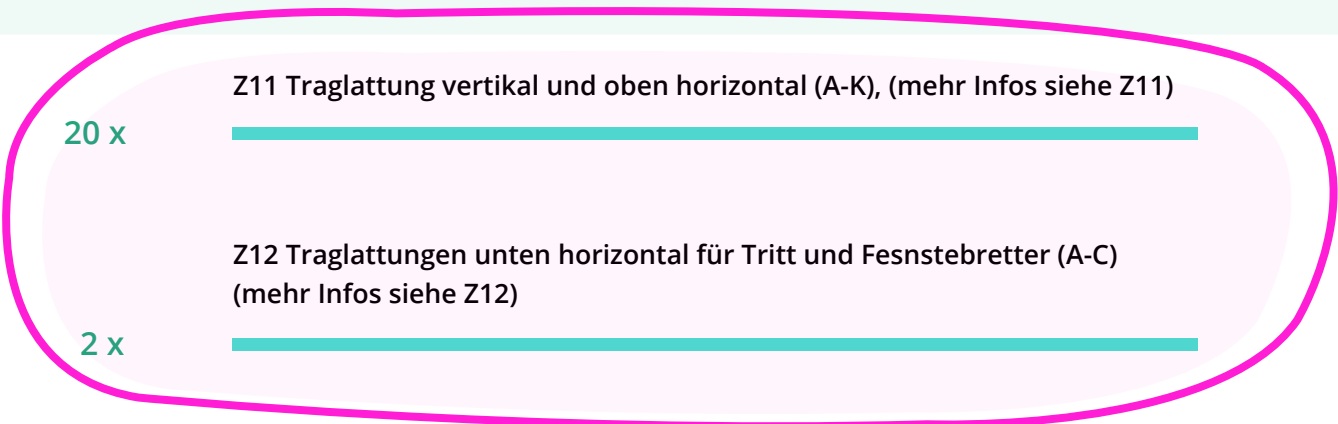 Z11 Traglattung vertikal und oben horizontal (A-K), (mehr Infos siehe Z11)
20 x
Z12 Traglattungen unten horizontal für Tritt und Fesnstebretter (A-C)
(mehr Infos siehe Z12)
2 x